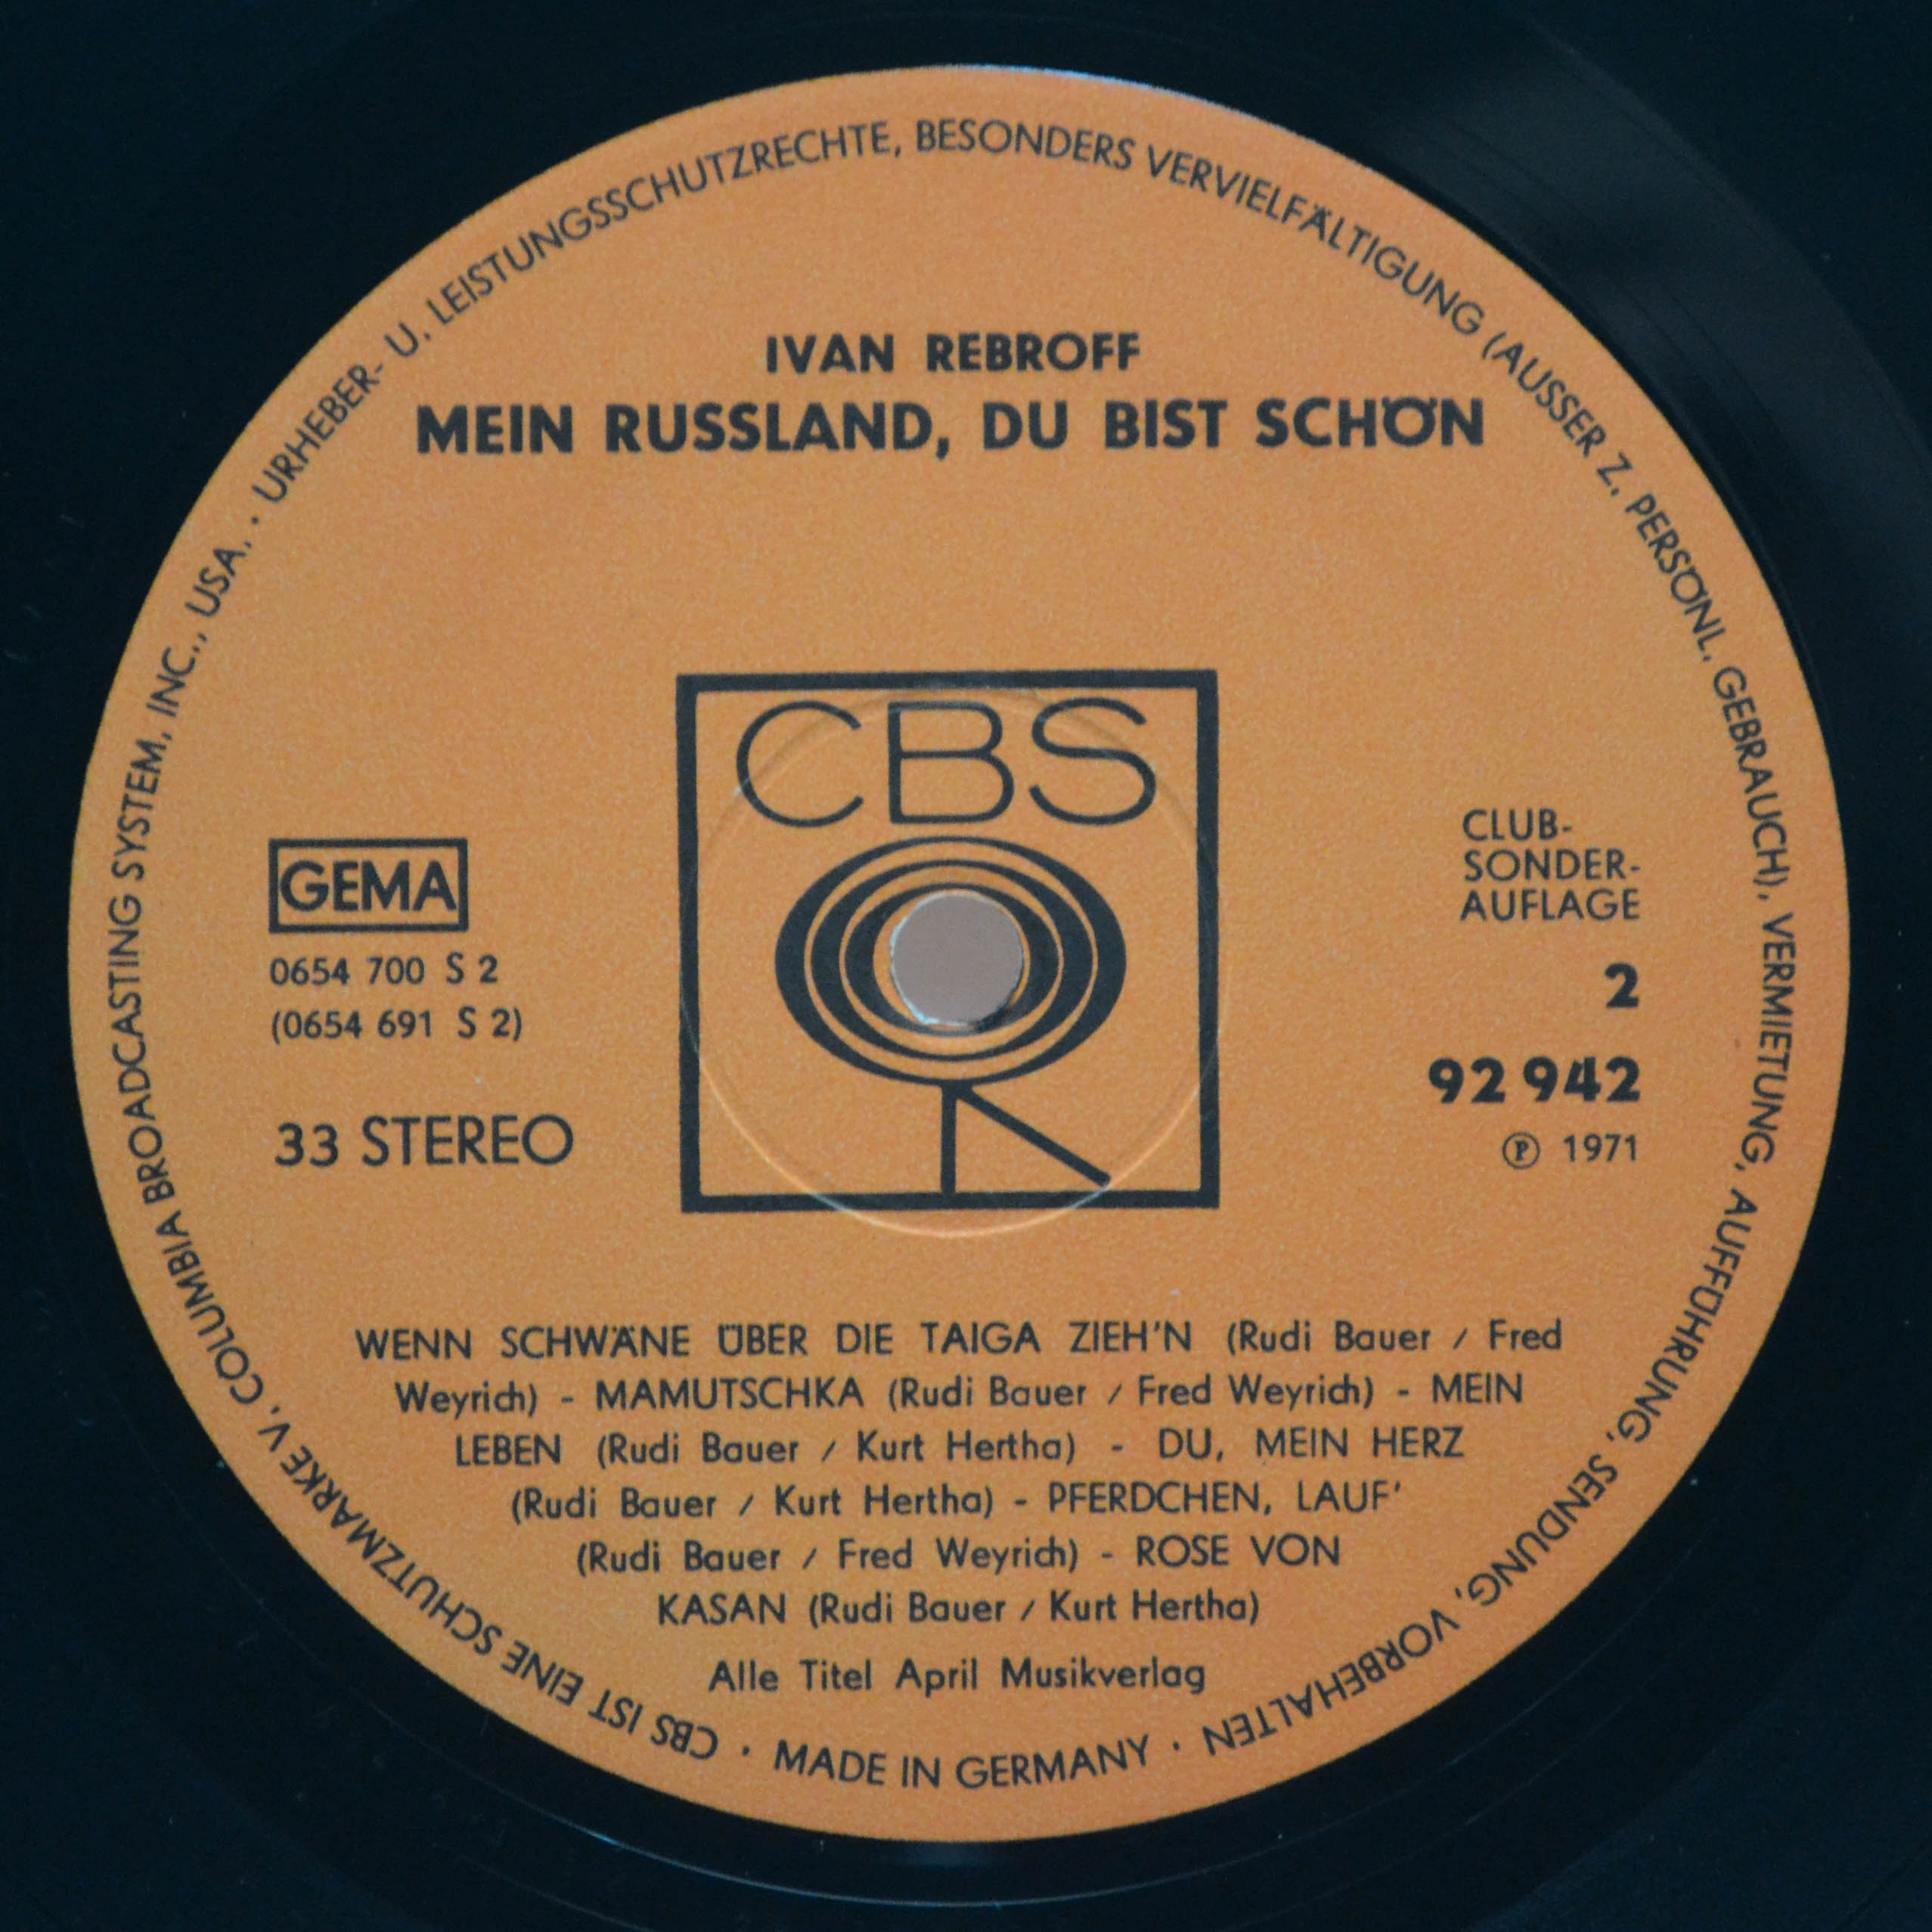 URHEBER- U. LEISTUNGSSCHUTZRECHTE, BESONDERS VERVIELFÄLTIGUNG (AUSSER Z. PERSÖNL. GEBRAUCH), VERMIETUNG, AUFFÜHRUNG, SENDUNG, VORBEHALTEN · MADE IN GERMANY · CBS IST EINE SCHUTZMARKE V. COLUMBIA BROADCASTING SYSTEM, INC., USA. ·
IVAN REBROFF
MEIN RUSSLAND, DU BIST SCHÖN
CBS
GEMA
0654 700 S 2
(0654 691 S 2)
33 STEREO
CLUB-
SONDER-
AUFLAGE
2
92 942
Ⓟ 1971
WENN SCHWÄNE ÜBER DIE TAIGA ZIEH'N (Rudi Bauer / Fred
Weyrich) - MAMUTSCHKA (Rudi Bauer / Fred Weyrich) - MEIN
LEBEN (Rudi Bauer / Kurt Hertha) - DU, MEIN HERZ
(Rudi Bauer / Kurt Hertha) - PFERDCHEN, LAUF'
(Rudi Bauer / Fred Weyrich) - ROSE VON
KASAN (Rudi Bauer / Kurt Hertha)
Alle Titel April Musikverlag